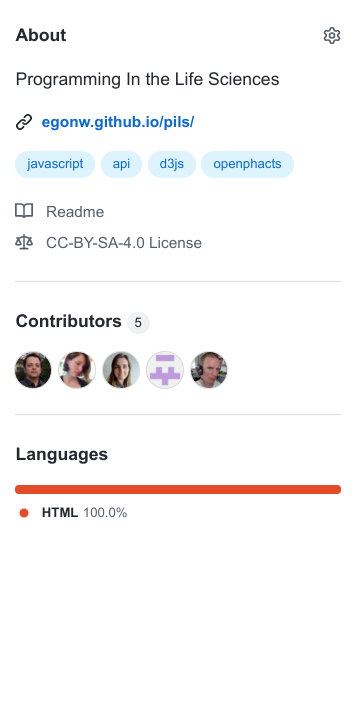 About
Programming In the Life Sciences
egonw.github.io/pils/
javascript api d3js openphacts
Readme
CC-BY-SA-4.0 License
Contributors 5
Languages
HTML 100.0%